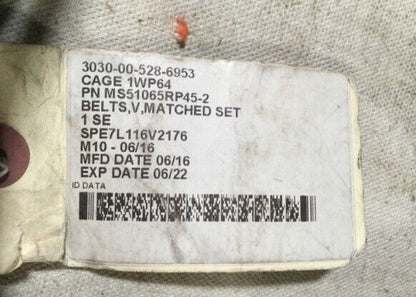 3030-00-528-6953
CAGE 1WP64
PN MS51065RP45-2
BELTS,V,MATCHED SET
1 SE
SPE7L116V2176
M10 - 06/16
MFD DATE 06/16
EXP DATE 06/22
ID DATA